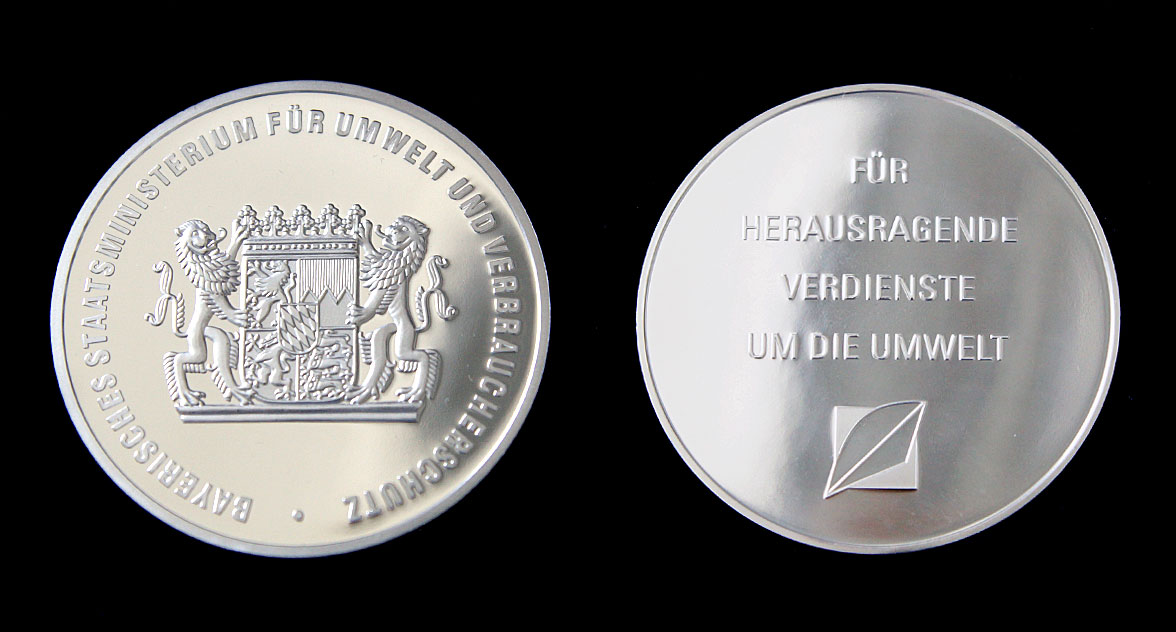 BAYERISCHES STAATSMINISTERIUM FÜR UMWELT UND VERBRAUCHERSCHUTZ •
FÜR
HERAUSRAGENDE
VERDIENSTE
UM DIE UMWELT